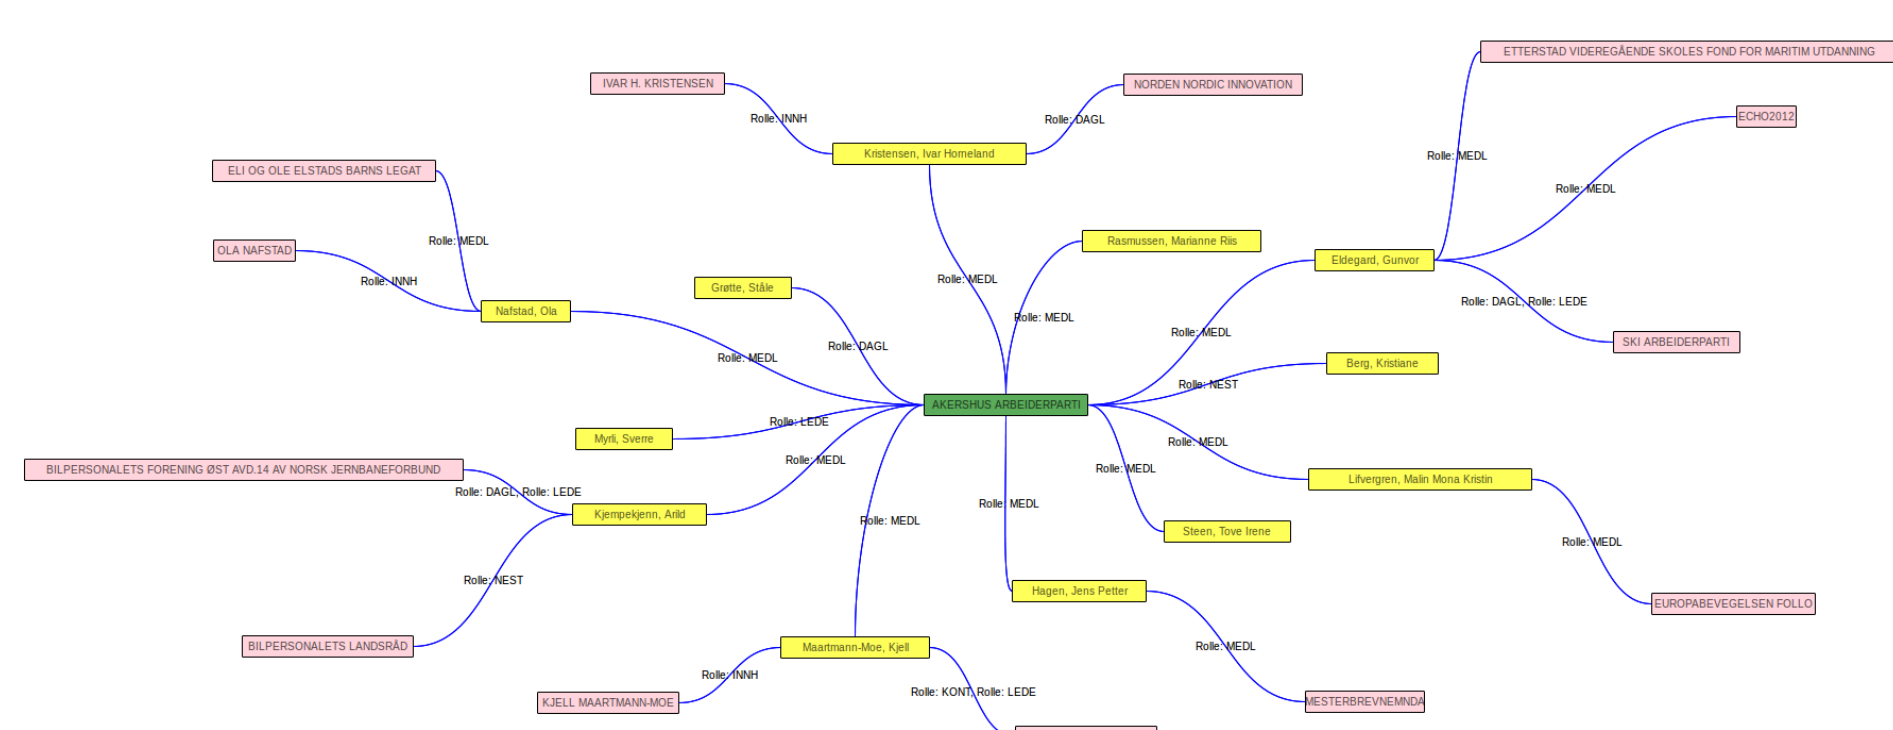 ETTERSTAD VIDEREGÅENDE SKOLES FOND FOR MARITIM UTDANNING
IVAR H. KRISTENSEN
NORDEN NORDIC INNOVATION
ECHO2012
Rolle: INNH
Rolle: DAGL
Kristensen, Ivar Horneland
Rolle: MEDL
ELI OG OLE ELSTADS BARNS LEGAT
Rolle: MEDL
Rolle: MEDL
Rasmussen, Marianne Riis
OLA NAFSTAD
Eldegard, Gunvor
Rolle: INNH
Rolle: MEDL
Grøtte, Ståle
Rolle: DAGL, Rolle: LEDE
Nafstad, Ola
Rolle: MEDL
Rolle: MEDL
SKI ARBEIDERPARTI
Rolle: DAGL
Rolle: MEDL
Berg, Kristiane
Rolle: NEST
AKERSHUS ARBEIDERPARTI
Rolle: LEDE
Myrli, Sverre
Rolle: MEDL
Rolle: MEDL
BILPERSONALETS FORENING ØST AVD.14 AV NORSK JERNBANEFORBUND
Rolle: MEDL
Lifvergren, Malin Mona Kristin
Rolle: DAGL, Rolle: LEDE
Rolle: MEDL
Kjempekjenn, Arild
Rolle: MEDL
Steen, Tove Irene
Rolle: MEDL
Rolle: NEST
Hagen, Jens Petter
EUROPABEVEGELSEN FOLLO
BILPERSONALETS LANDSRÅD
Maartmann-Moe, Kjell
Rolle: MEDL
Rolle: INNH
Rolle: KONT, Rolle: LEDE
KJELL MAARTMANN-MOE
MESTERBREVNEMNDA